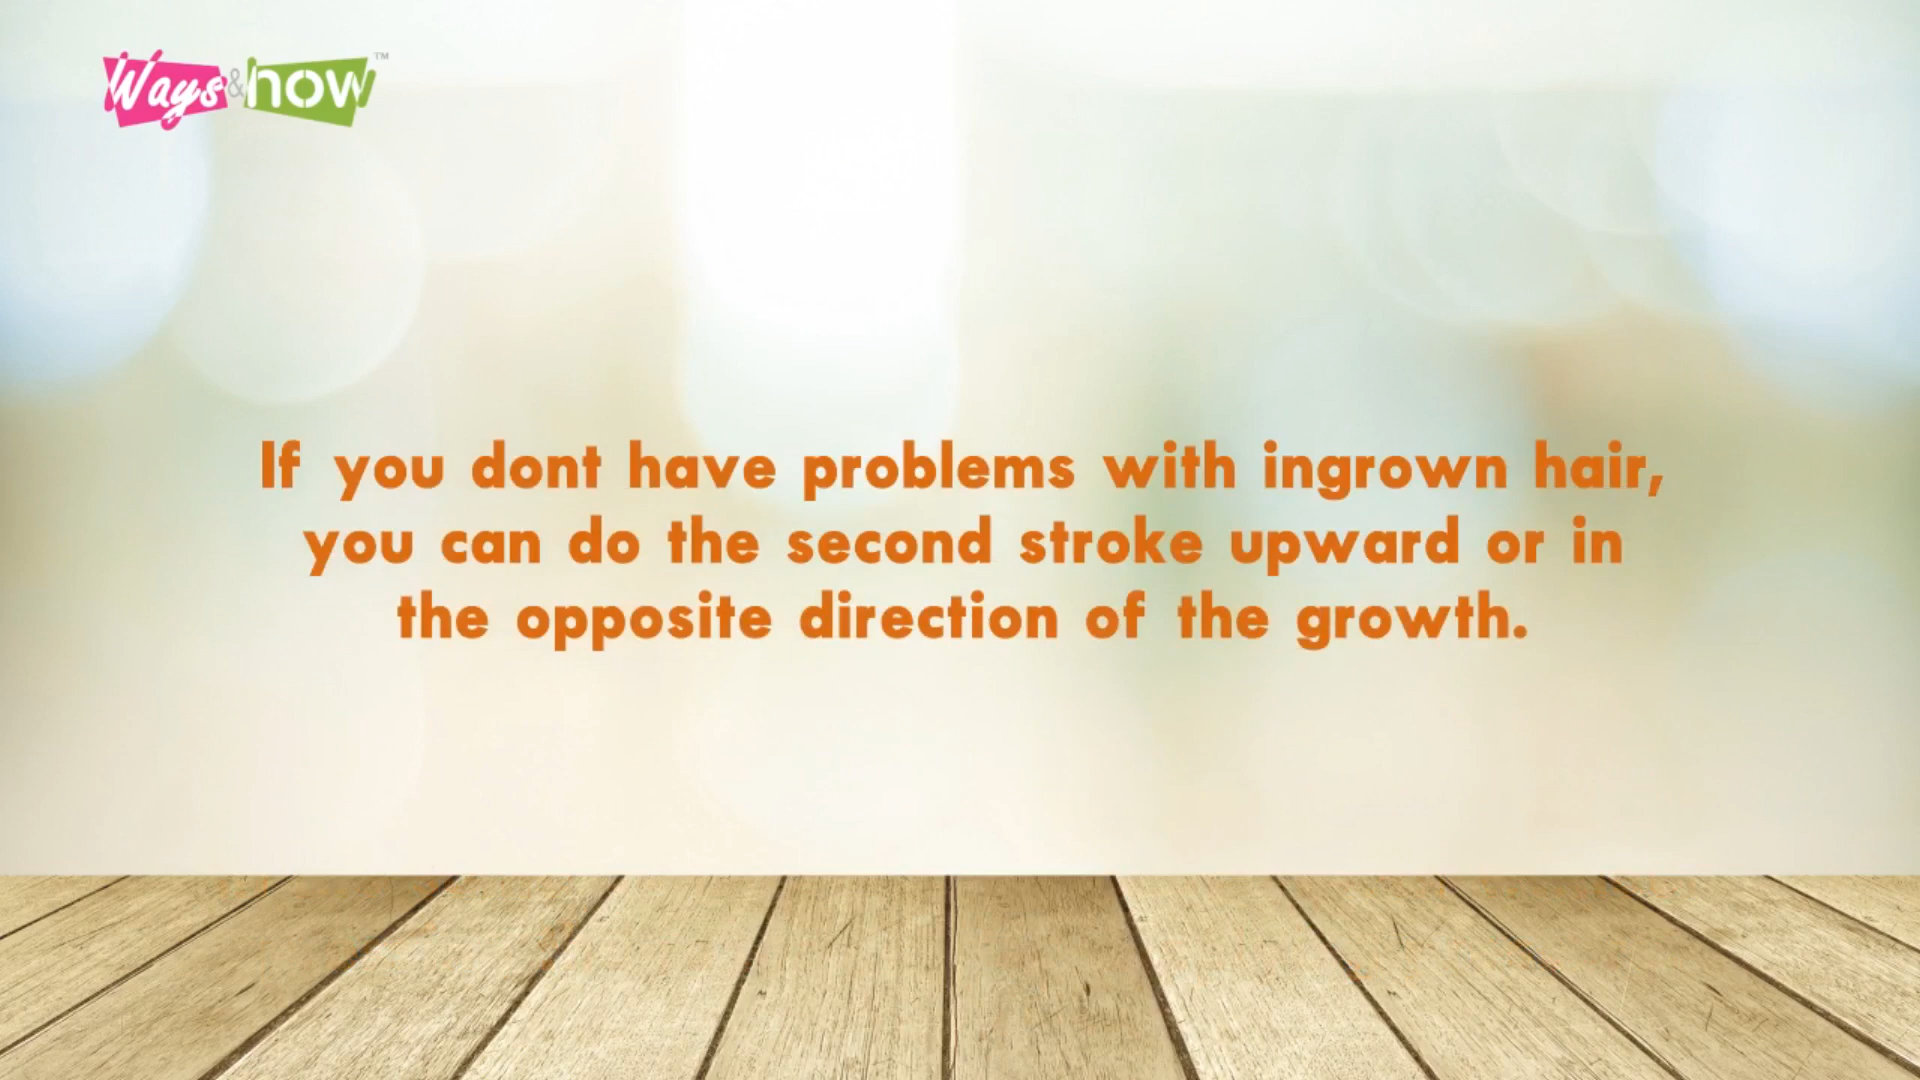 Ways&how™
If you dont have problems with ingrown hair,
you can do the second stroke upward or in
the opposite direction of the growth.